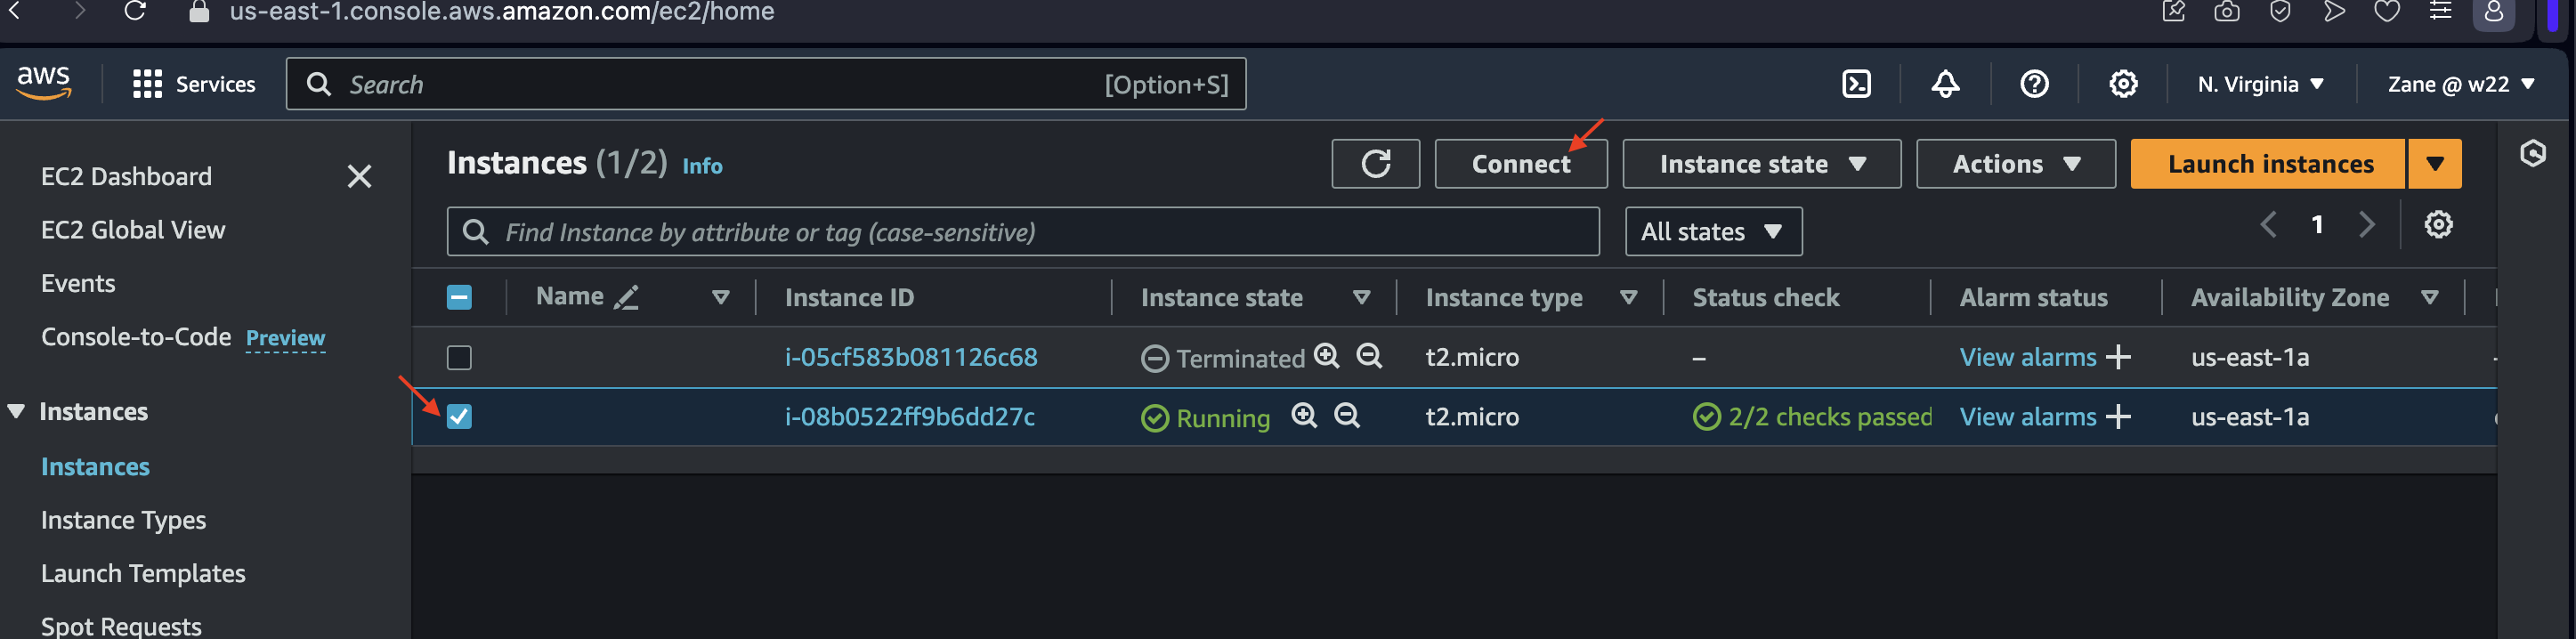 us-east-1.console.aws.amazon.com/ec2/home
aws
Services
Search
[Option+S]
N. Virginia
Zane @ w22
EC2 Dashboard
EC2 Global View
Events
Console-to-Code Preview
Instances
Instances
Instance Types
Launch Templates
Spot Requests
Instances (1/2) Info
Connect
Instance state
Actions
Launch instances
Find Instance by attribute or tag (case-sensitive)
All states
1
Name Instance ID Instance state Instance type Status check Alarm status Availability Zone
i-05cf583b081126c68 Terminated t2.micro – View alarms + us-east-1a
i-08b0522ff9b6dd27c Running t2.micro 2/2 checks passed View alarms + us-east-1a